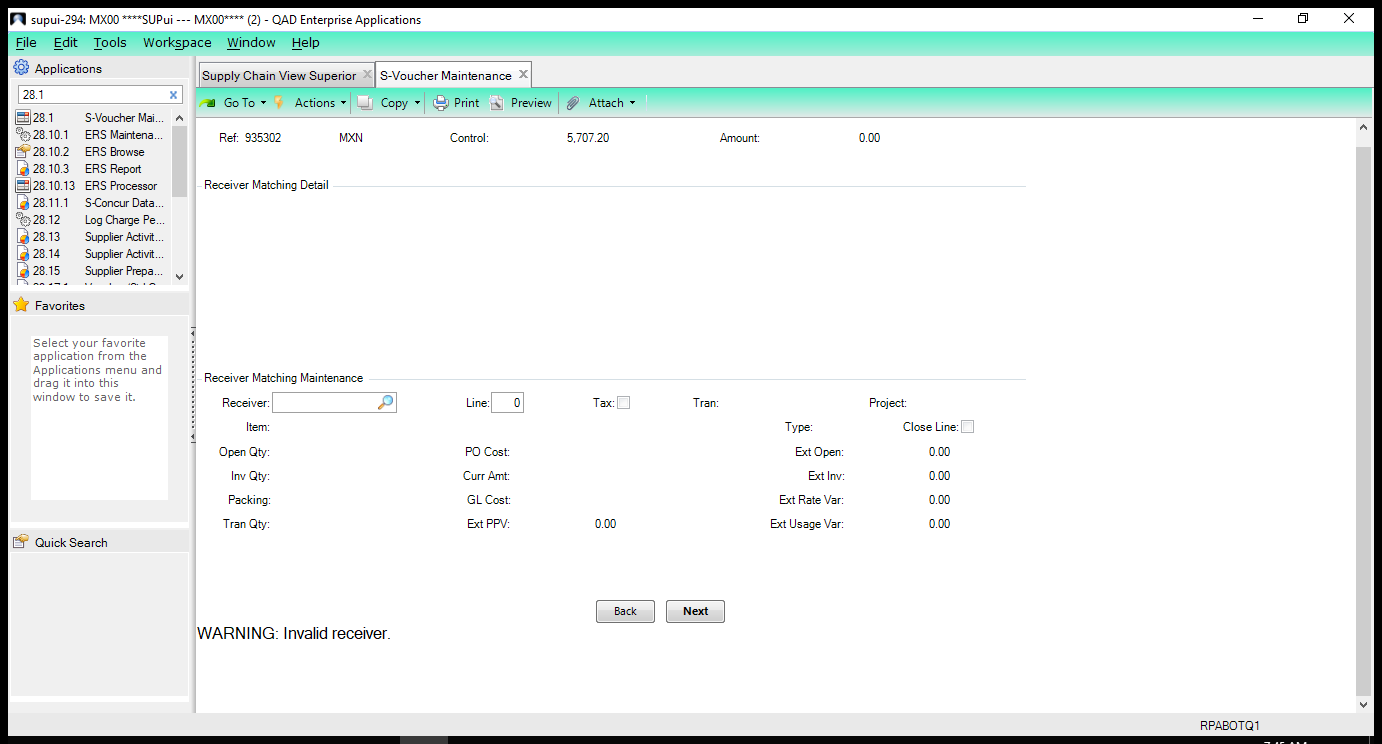 supui-294: MX00 ****SUPui --- MX00**** (2) - QAD Enterprise Applications
File Edit Tools Workspace Window Help
Applications
28.1
28.1 S-Voucher Mai...
28.10.1 ERS Maintena...
28.10.2 ERS Browse
28.10.3 ERS Report
28.10.13 ERS Processor
28.11.1 S-Concur Data...
28.12 Log Charge Pe...
28.13 Supplier Activit...
28.14 Supplier Activit...
28.15 Supplier Prepa...
Favorites
Select your favorite
application from the
Applications menu and
drag it into this
window to save it.
Quick Search
Supply Chain View Superior S-Voucher Maintenance
Go To Actions Copy Print Preview Attach
Ref: 935302 MXN Control: 5,707.20 Amount: 0.00
Receiver Matching Detail
Receiver Matching Maintenance
Receiver: Line: 0 Tax: Tran: Project:
Item: Type: Close Line:
Open Qty: PO Cost: Ext Open: 0.00
Inv Qty: Curr Amt: Ext Inv: 0.00
Packing: GL Cost: Ext Rate Var: 0.00
Tran Qty: Ext PPV: 0.00 Ext Usage Var: 0.00
Back Next
WARNING: Invalid receiver.
RPABOTQ1